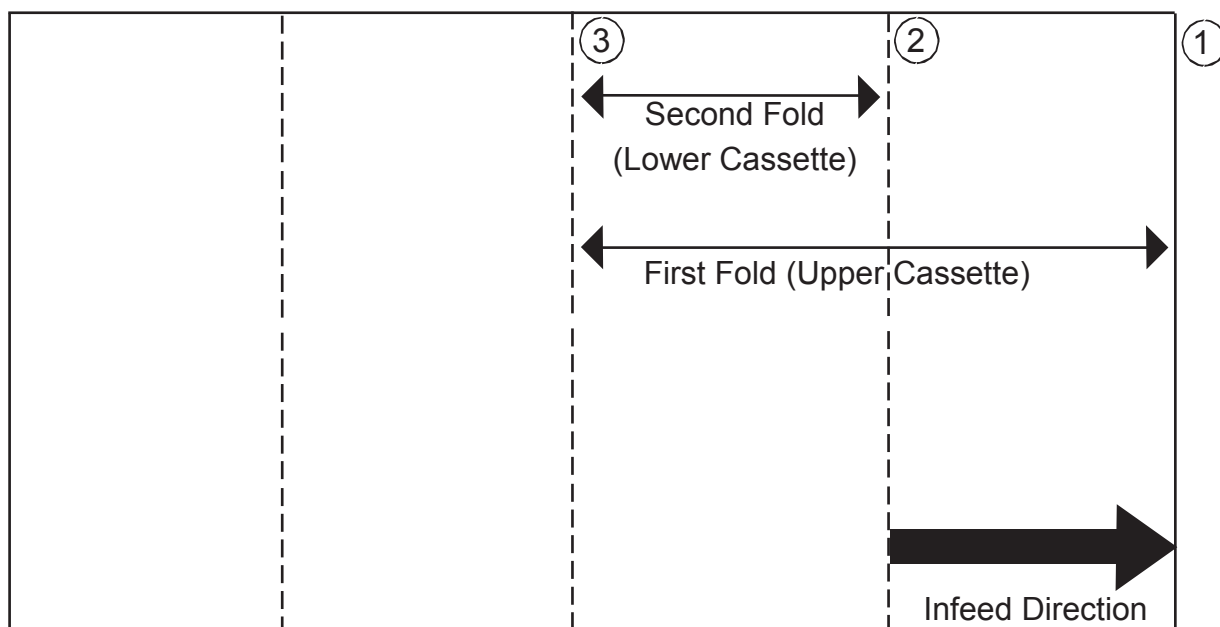 3
2
1
Second Fold
(Lower Cassette)
First Fold (Upper Cassette)
Infeed Direction